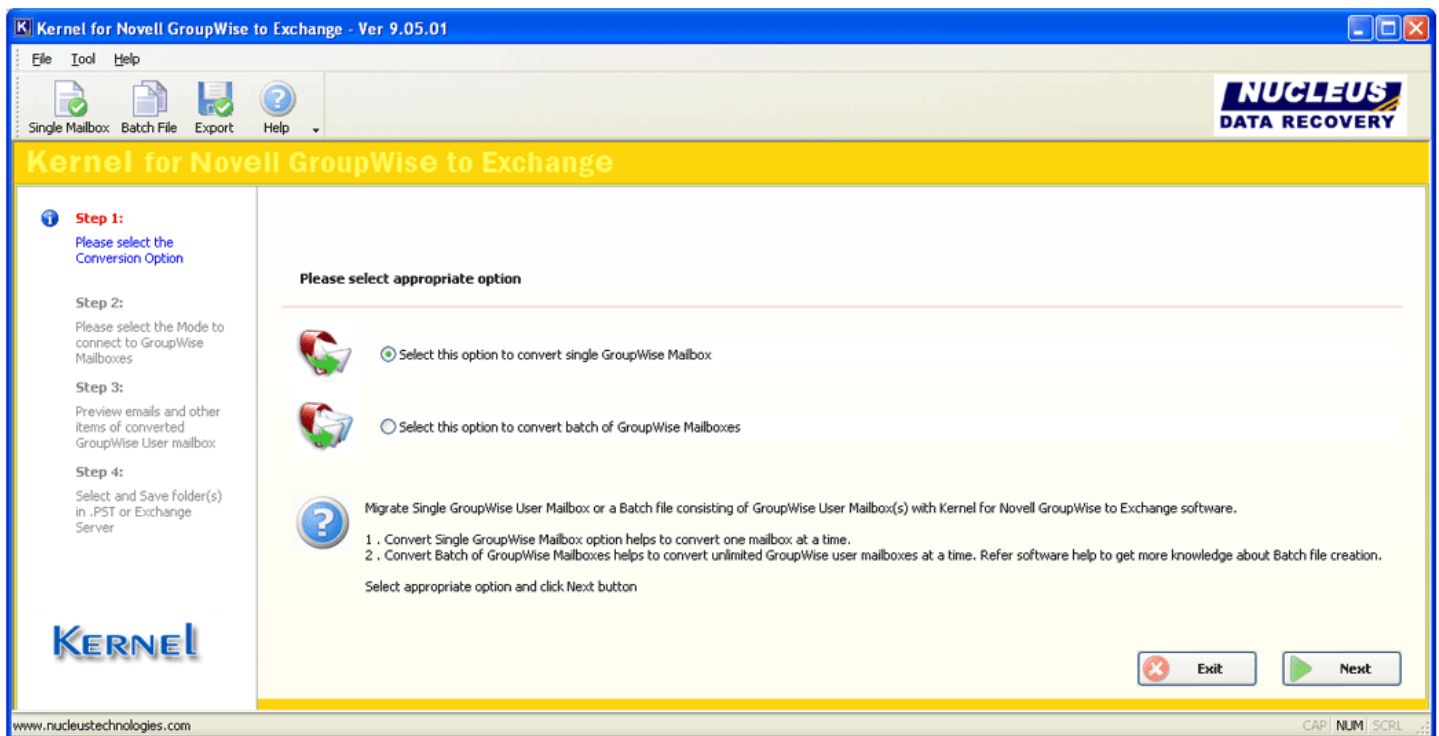 Kernel for Novell GroupWise to Exchange - Ver 9.05.01
File Tool Help
Single Mailbox Batch File Export Help
NUCLEUS
DATA RECOVERY
Kernel for Novell GroupWise to Exchange
Step 1:
Please select the
Conversion Option
Step 2:
Please select the Mode to
connect to GroupWise
Mailboxes
Step 3:
Preview emails and other
items of converted
GroupWise User mailbox
Step 4:
Select and Save folder(s)
in .PST or Exchange
Server
KERNEl
Please select appropriate option
Select this option to convert single GroupWise Mailbox
Select this option to convert batch of GroupWise Mailboxes
Migrate Single GroupWise User Mailbox or a Batch file consisting of GroupWise User Mailbox(s) with Kernel for Novell GroupWise to Exchange software.
1 . Convert Single GroupWise Mailbox option helps to convert one mailbox at a time.
2 . Convert Batch of GroupWise Mailboxes helps to convert unlimited GroupWise user mailboxes at a time. Refer software help to get more knowledge about Batch file creation.
Select appropriate option and click Next button
Exit Next
www.nucleustechnologies.com
CAP NUM SCRL